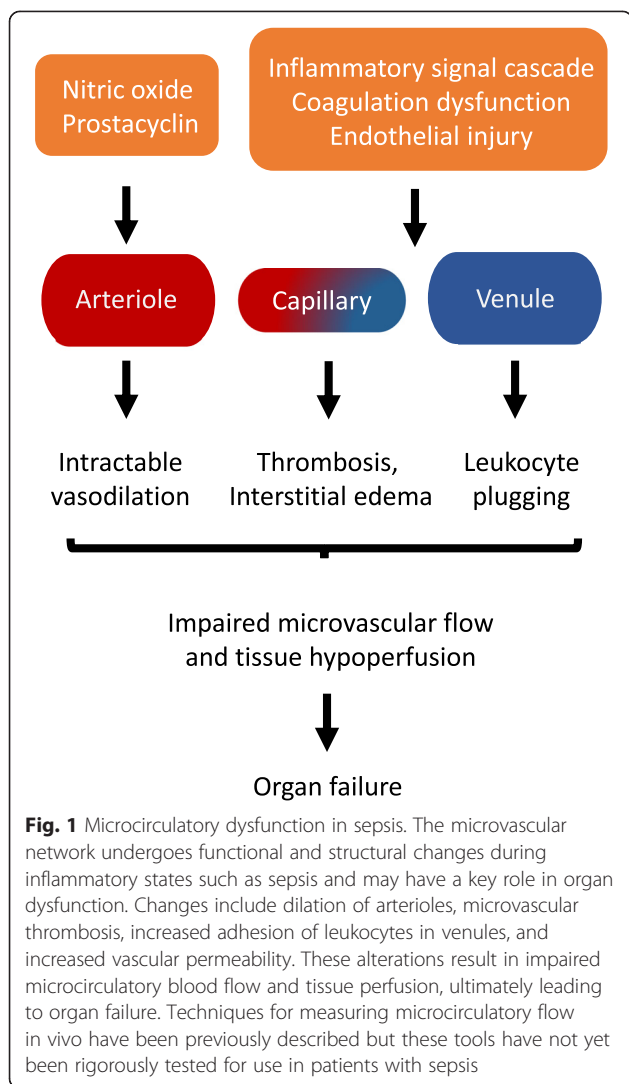 Nitric oxide
Prostacyclin
Inflammatory signal cascade
Coagulation dysfunction
Endothelial injury
Arteriole
Capillary
Venule
Intractable
vasodilation
Thrombosis,
Interstitial edema
Leukocyte
plugging
Impaired microvascular flow
and tissue hypoperfusion
Organ failure
Fig. 1 Microcirculatory dysfunction in sepsis. The microvascular
network undergoes functional and structural changes during
inflammatory states such as sepsis and may have a key role in organ
dysfunction. Changes include dilation of arterioles, microvascular
thrombosis, increased adhesion of leukocytes in venules, and
increased vascular permeability. These alterations result in impaired
microcirculatory blood flow and tissue perfusion, ultimately leading
to organ failure. Techniques for measuring microcirculatory flow
in vivo have been previously described but these tools have not yet
been rigorously tested for use in patients with sepsis